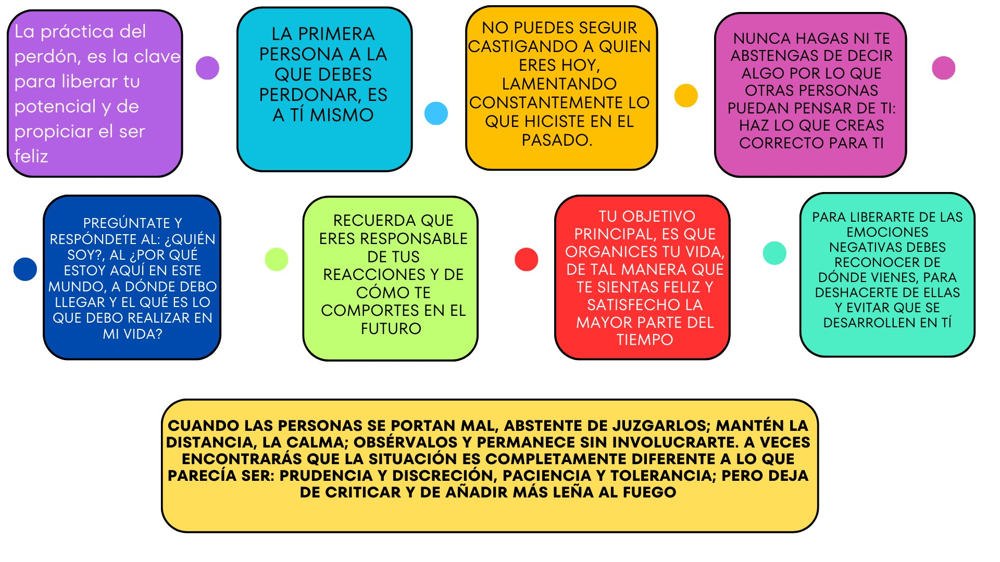 La práctica del
perdón, es la clave
para liberar tu
potencial y de
propiciar el ser
feliz
LA PRIMERA
PERSONA A LA
QUE DEBES
PERDONAR, ES
A TÍ MISMO
NO PUEDES SEGUIR
CASTIGANDO A QUIEN
ERES HOY,
LAMENTANDO
CONSTANTEMENTE LO
QUE HICISTE EN EL
PASADO.
NUNCA HAGAS NI TE
ABSTENGAS DE DECIR
ALGO POR LO QUE
OTRAS PERSONAS
PUEDAN PENSAR DE TI:
HAZ LO QUE CREAS
CORRECTO PARA TI
PREGÚNTATE Y
RESPÓNDETE AL: ¿QUIÉN
SOY?, AL ¿POR QUÉ
ESTOY AQUÍ EN ESTE
MUNDO, A DÓNDE DEBO
LLEGAR Y EL QUÉ ES LO
QUE DEBO REALIZAR EN
MI VIDA?
RECUERDA QUE
ERES RESPONSABLE
DE TUS
REACCIONES Y DE
CÓMO TE
COMPORTES EN EL
FUTURO
TU OBJETIVO
PRINCIPAL, ES QUE
ORGANICES TU VIDA,
DE TAL MANERA QUE
TE SIENTAS FELIZ Y
SATISFECHO LA
MAYOR PARTE DEL
TIEMPO
PARA LIBERARTE DE LAS
EMOCIONES
NEGATIVAS DEBES
RECONOCER DE
DÓNDE VIENES, PARA
DESHACERTE DE ELLAS
Y EVITAR QUE SE
DESARROLLEN EN TÍ
CUANDO LAS PERSONAS SE PORTAN MAL, ABSTENTE DE JUZGARLOS; MANTÉN LA
DISTANCIA, LA CALMA; OBSÉRVALOS Y PERMANECE SIN INVOLUCRARTE. A VECES
ENCONTRARÁS QUE LA SITUACIÓN ES COMPLETAMENTE DIFERENTE A LO QUE
PARECÍA SER: PRUDENCIA Y DISCRECIÓN, PACIENCIA Y TOLERANCIA; PERO DEJA
DE CRITICAR Y DE AÑADIR MÁS LEÑA AL FUEGO